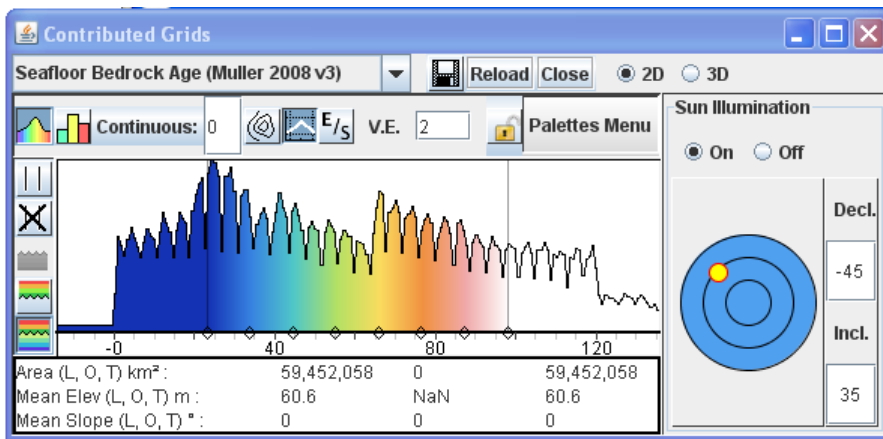 Contributed Grids
Seafloor Bedrock Age (Muller 2008 v3) Reload Close 2D 3D
Continuous: 0 E/S V.E. 2 Palettes Menu
Sun Illumination
On Off
Decl.
-45
Incl.
35
-0 40 80 120
Area (L, O, T) km² : 59,452,058 0 59,452,058
Mean Elev (L, O, T) m : 60.6 NaN 60.6
Mean Slope (L, O, T) ° : 0 0 0